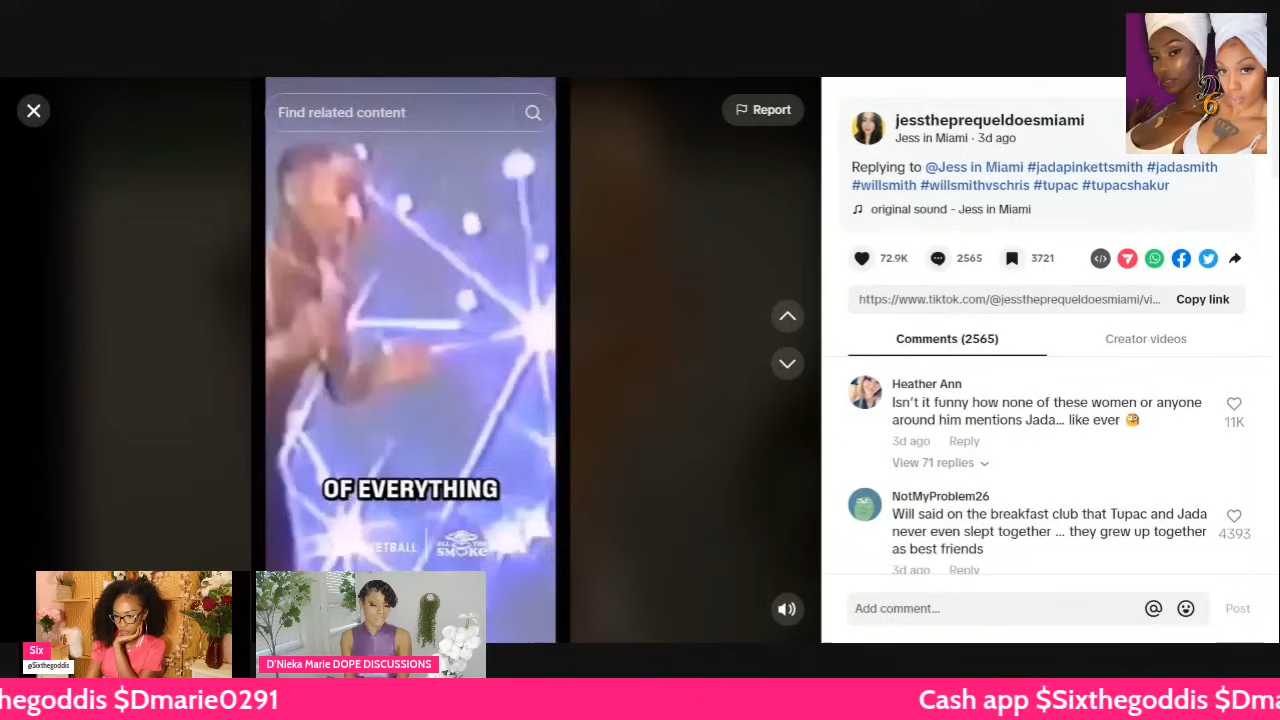 Find related content
Report
jesstheprequeldoesmiami
Jess in Miami · 3d ago
Replying to @Jess in Miami #jadapinkettsmith #jadasmith
#willsmith #willsmithvschris #tupac #tupacshakur
original sound - Jess in Miami
72.9K
2565
3721
https://www.tiktok.com/@jesstheprequeldoesmiami/vi...
Copy link
Comments (2565)
Creator videos
Heather Ann
Isn't it funny how none of these women or anyone
around him mentions Jada... like ever 🧐
11K
3d ago Reply
View 71 replies
NotMyProblem26
Will said on the breakfast club that Tupac and Jada
never even slept together ... they grew up together
as best friends
4393
3d ago Reply
Add comment...
Post
OF EVERYTHING
SMOKE
D
6
Six
@Sixthegoddis
D'Nieka Marie DOPE DISCUSSIONS
hegoddis $Dmarie0291
Cash app $Sixthegoddis $Dma